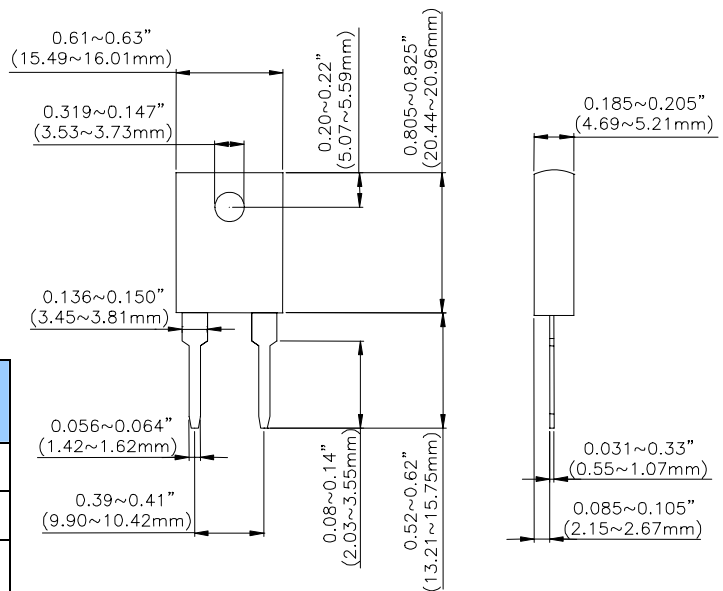 0.61~0.63”
(15.49~16.01mm)
0.319~0.147”
(3.53~3.73mm)
0.20~0.22”
(5.07~5.59mm)
0.805~0.825”
(20.44~20.96mm)
0.185~0.205”
(4.69~5.21mm)
0.136~0.150”
(3.45~3.81mm)
0.056~0.064”
(1.42~1.62mm)
0.39~0.41”
(9.90~10.42mm)
0.08~0.14”
(2.03~3.55mm)
0.52~0.62”
(13.21~15.75mm)
0.031~0.33”
(0.55~1.07mm)
0.085~0.105”
(2.15~2.67mm)